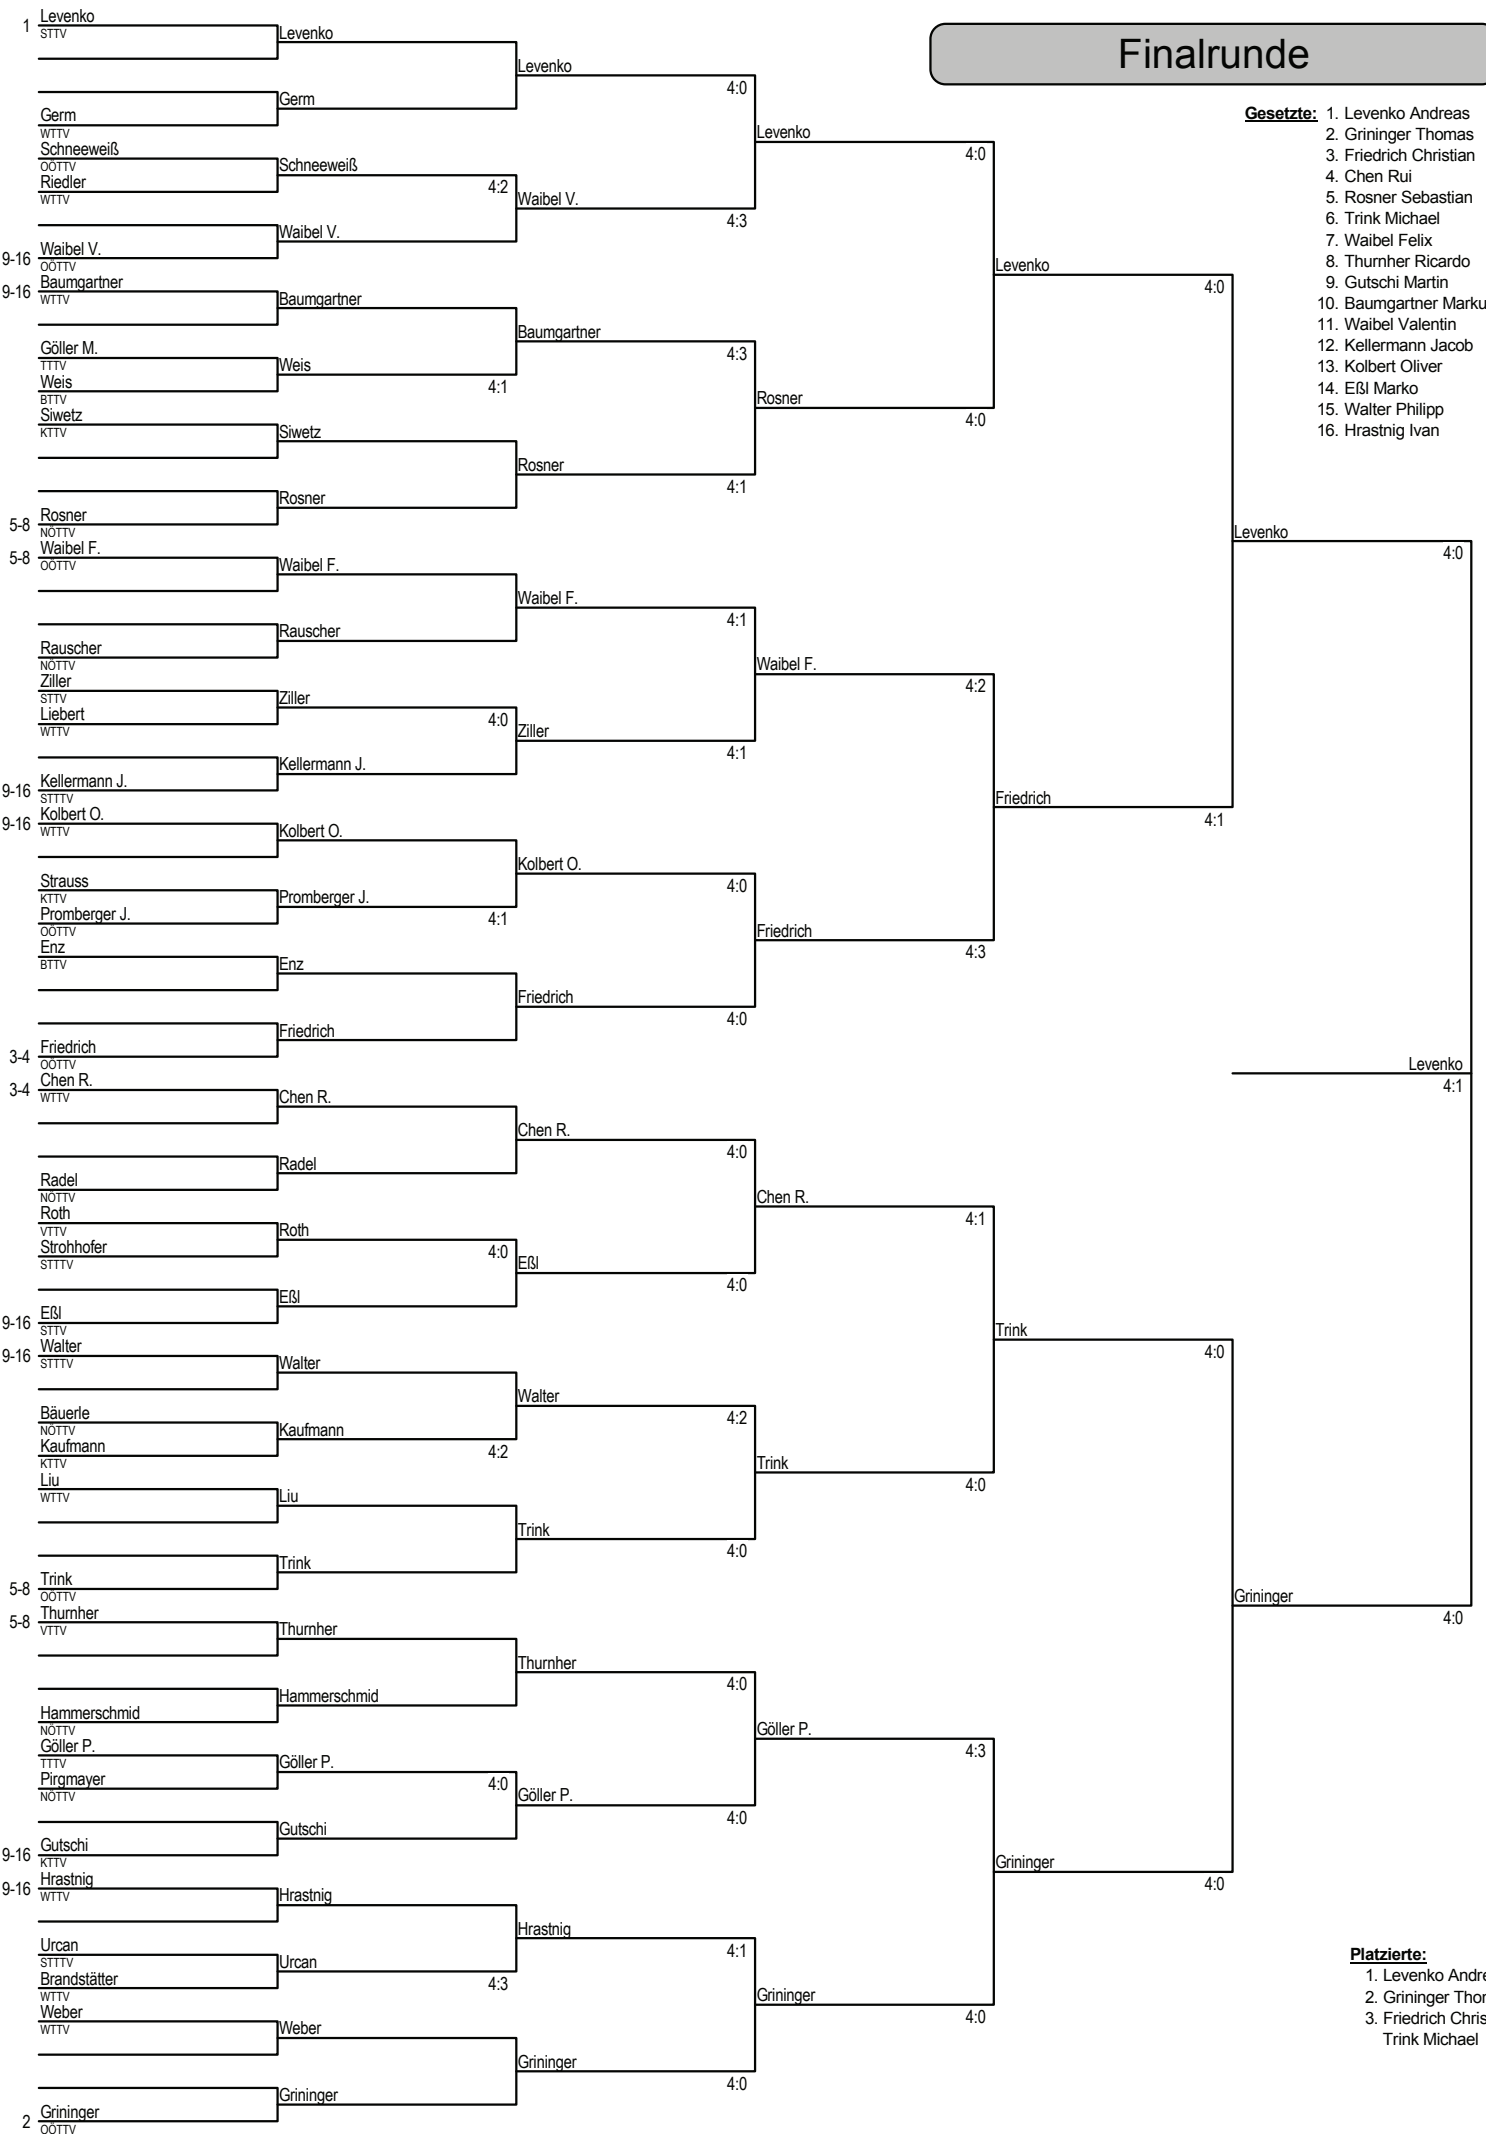 Finalrunde
Gesetzte: 1. Levenko Andreas
2. Grininger Thomas
3. Friedrich Christian
4. Chen Rui
5. Rosner Sebastian
6. Trink Michael
7. Waibel Felix
8. Thurnher Ricardo
9. Gutschi Martin
10. Baumgartner Marku
11. Waibel Valentin
12. Kellermann Jacob
13. Kolbert Oliver
14. Eßl Marko
15. Walter Philipp
16. Hrastnig Ivan
1 Levenko
STTV
Germ
WTTV
Schneeweiß
OÖTTV
Riedler
WTTV
9-16 Waibel V.
OÖTTV
9-16 Baumgartner
WTTV
Göller M.
TTTV
Weis
BTTV
Siwetz
KTTV
5-8 Rosner
NÖTTV
5-8 Waibel F.
OÖTTV
Rauscher
NÖTTV
Ziller
STTV
Liebert
WTTV
9-16 Kellermann J.
STTTV
9-16 Kolbert O.
WTTV
Strauss
KTTV
Promberger J.
OÖTTV
Enz
BTTV
3-4 Friedrich
OÖTTV
3-4 Chen R.
WTTV
Radel
NÖTTV
Roth
VTTV
Strohhofer
STTTV
9-16 Eßl
STTV
9-16 Walter
STTTV
Bäuerle
NÖTTV
Kaufmann
KTTV
Liu
WTTV
5-8 Trink
OÖTTV
5-8 Thurnher
VTTV
Hammerschmid
NÖTTV
Göller P.
TTTV
Pirgmayer
NÖTTV
9-16 Gutschi
KTTV
9-16 Hrastnig
WTTV
Urcan
STTTV
Brandstätter
WTTV
Weber
WTTV
2 Grininger
OÖTTV
Levenko
Germ
Schneeweiß
4:2
Waibel V.
Baumgartner
Weis
4:1
Siwetz
Rosner
Waibel F.
Rauscher
Ziller
4:0
Kellermann J.
Kolbert O.
Promberger J.
4:1
Enz
Friedrich
Chen R.
Radel
Roth
4:0
Eßl
Walter
Kaufmann
4:2
Liu
Trink
Thurnher
Hammerschmid
Göller P.
4:0
Gutschi
Hrastnig
Urcan
4:3
Weber
Grininger
Levenko
4:0
Waibel V.
4:3
Baumgartner
4:3
Rosner
4:1
Waibel F.
4:1
Ziller
4:1
Kolbert O.
4:0
Friedrich
4:0
Chen R.
4:0
Eßl
4:0
Walter
4:2
Trink
4:0
Thurnher
4:0
Göller P.
4:0
Hrastnig
4:1
Grininger
4:0
Levenko
4:0
Rosner
4:0
Waibel F.
4:2
Friedrich
4:3
Chen R.
4:1
Trink
4:0
Göller P.
4:3
Grininger
4:0
Levenko
4:0
Friedrich
4:1
Trink
4:0
Grininger
4:0
Levenko
4:0
Grininger
4:0
Levenko
4:1
Platzierte:
1. Levenko Andre
2. Grininger Thor
3. Friedrich Chris
Trink Michael